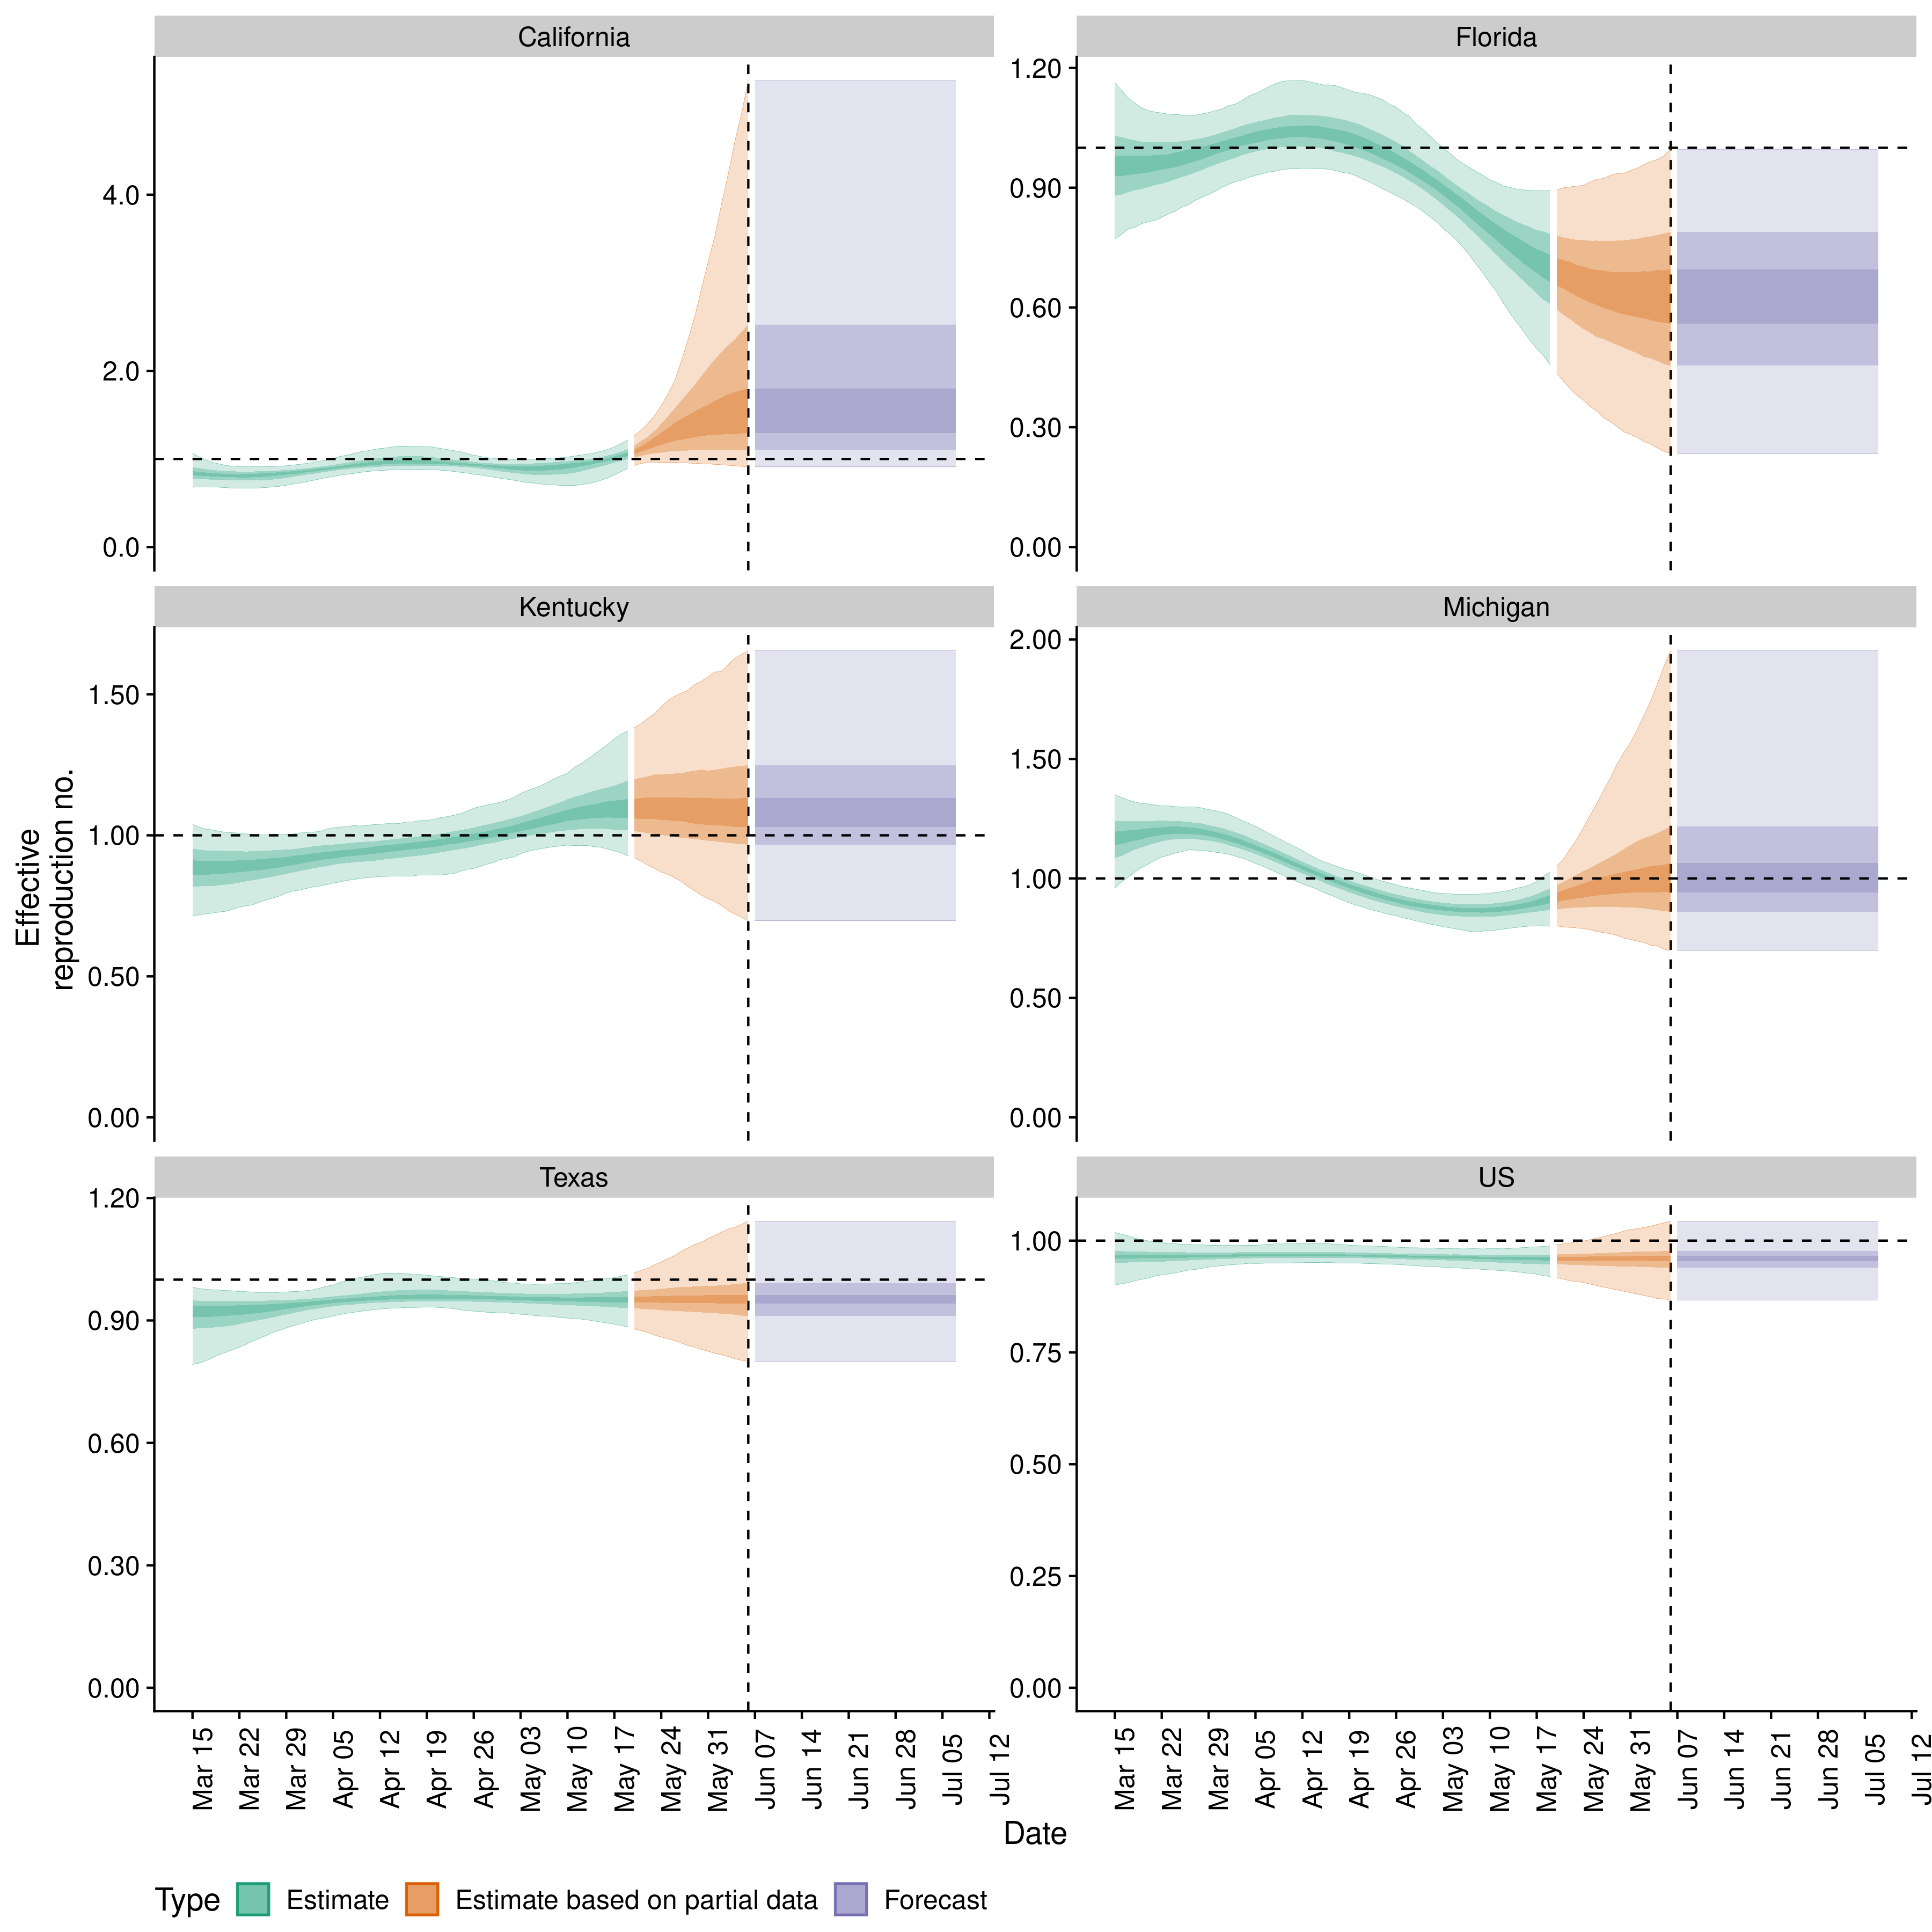 California
Florida
4.0
2.0
0.0
1.20
0.90
0.60
0.30
0.00
Kentucky
Michigan
1.50
1.00
0.50
0.00
2.00
1.50
1.00
0.50
0.00
Effective
reproduction no.
Texas
US
1.20
0.90
0.60
0.30
0.00
1.00
0.75
0.50
0.25
0.00
Mar 15
Mar 22
Mar 29
Apr 05
Apr 12
Apr 19
Apr 26
May 03
May 10
May 17
May 24
May 31
Jun 07
Jun 14
Jun 21
Jun 28
Jul 05
Jul 12
Mar 15
Mar 22
Mar 29
Apr 05
Apr 12
Apr 19
Apr 26
May 03
May 10
May 17
May 24
May 31
Jun 07
Jun 14
Jun 21
Jun 28
Jul 05
Jul 12
Date
Type Estimate Estimate based on partial data Forecast